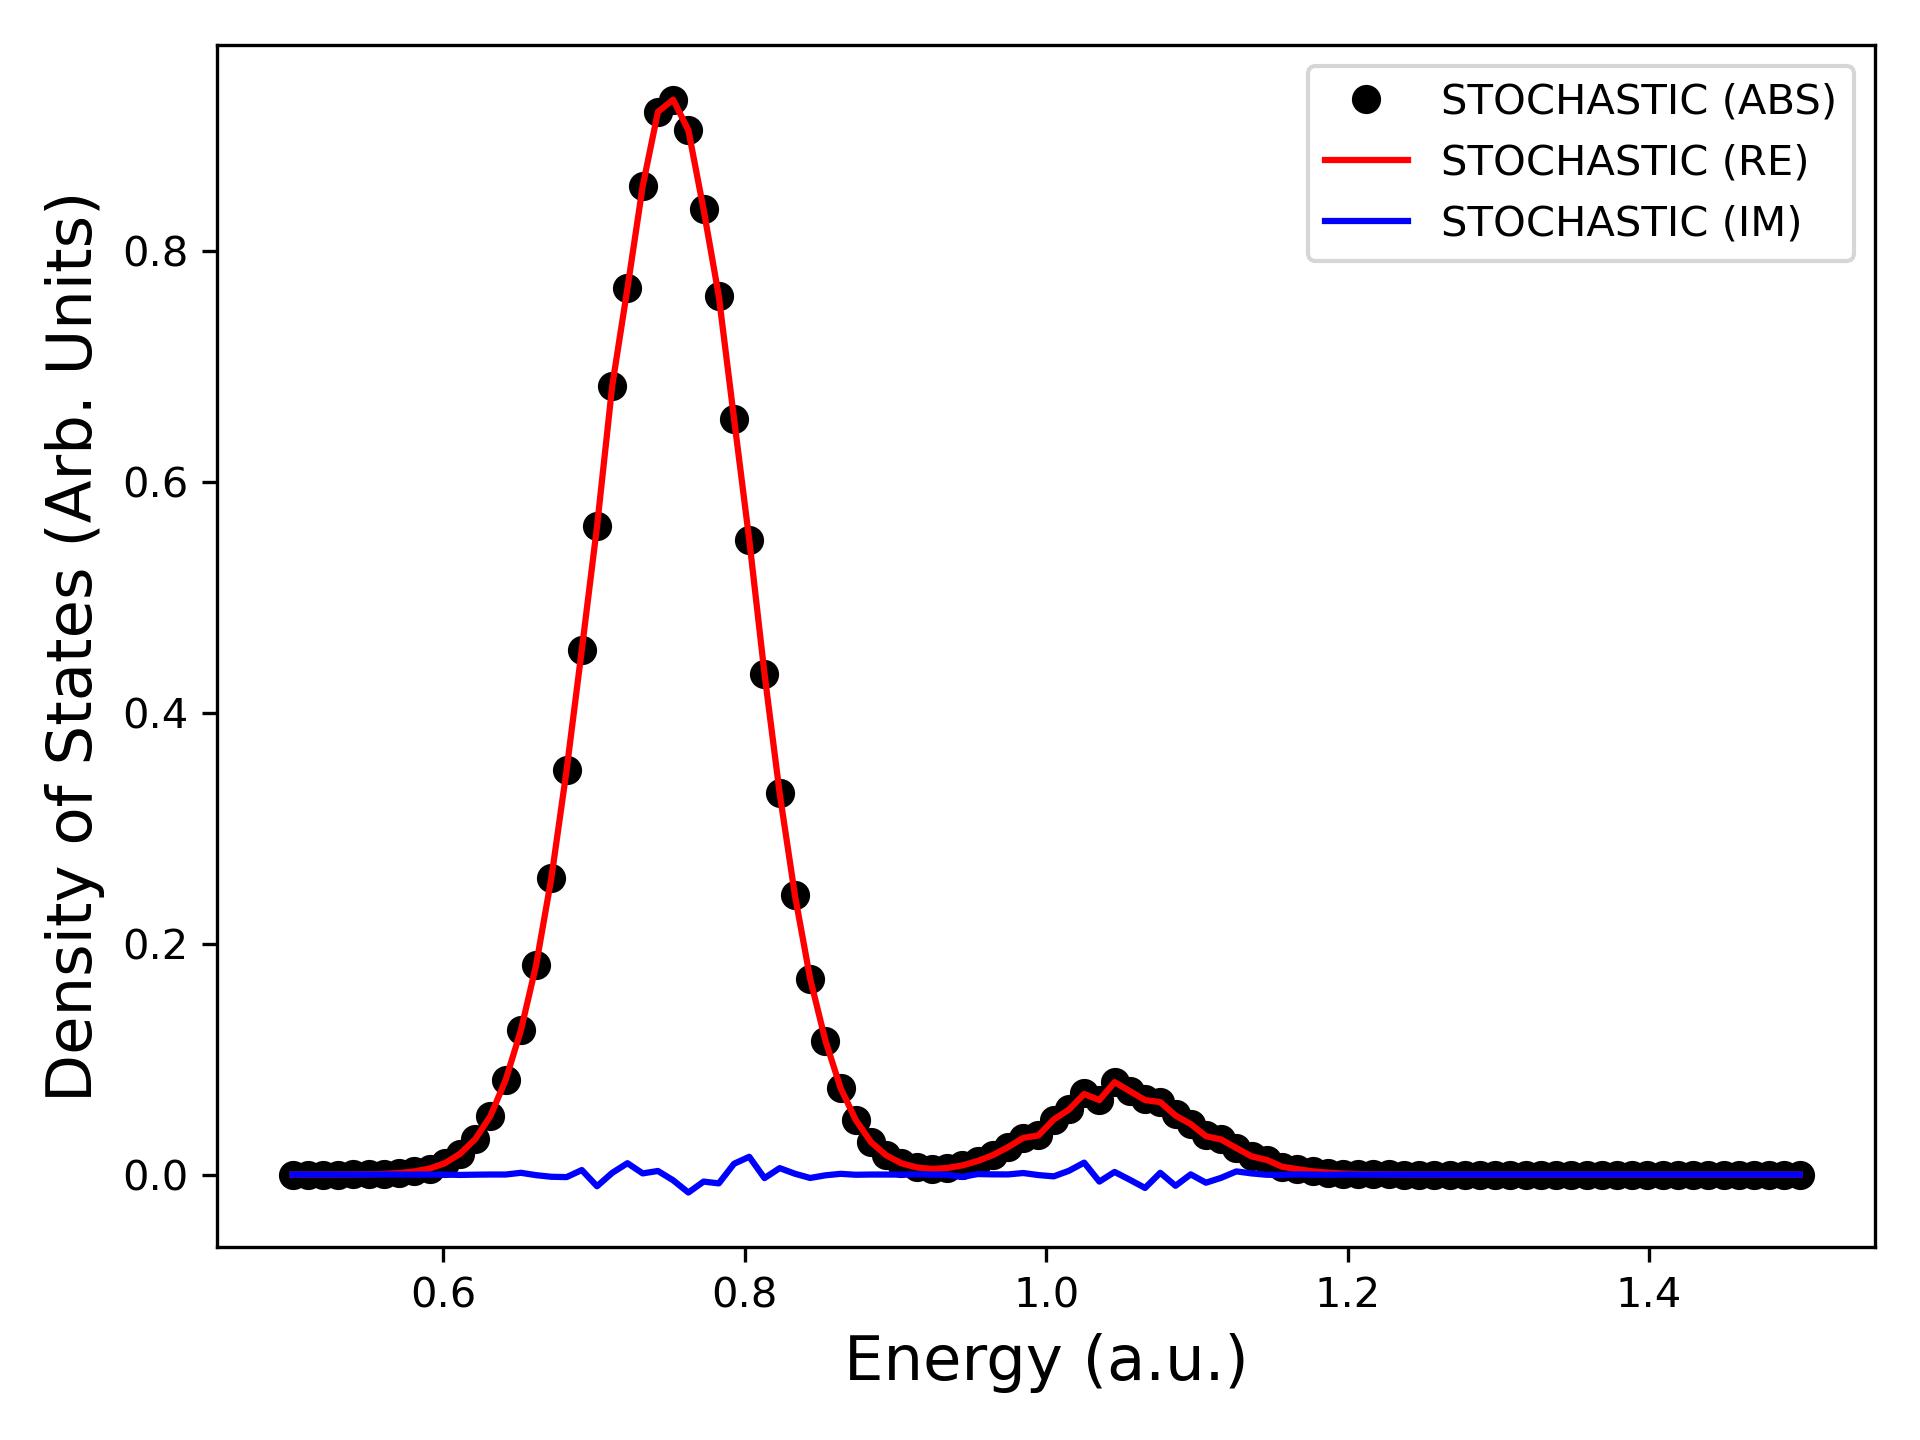 STOCHASTIC (ABS)
STOCHASTIC (RE)
STOCHASTIC (IM)
Density of States (Arb. Units)
0.8
0.6
0.4
0.2
0.0
0.6 0.8 1.0 1.2 1.4
Energy (a.u.)